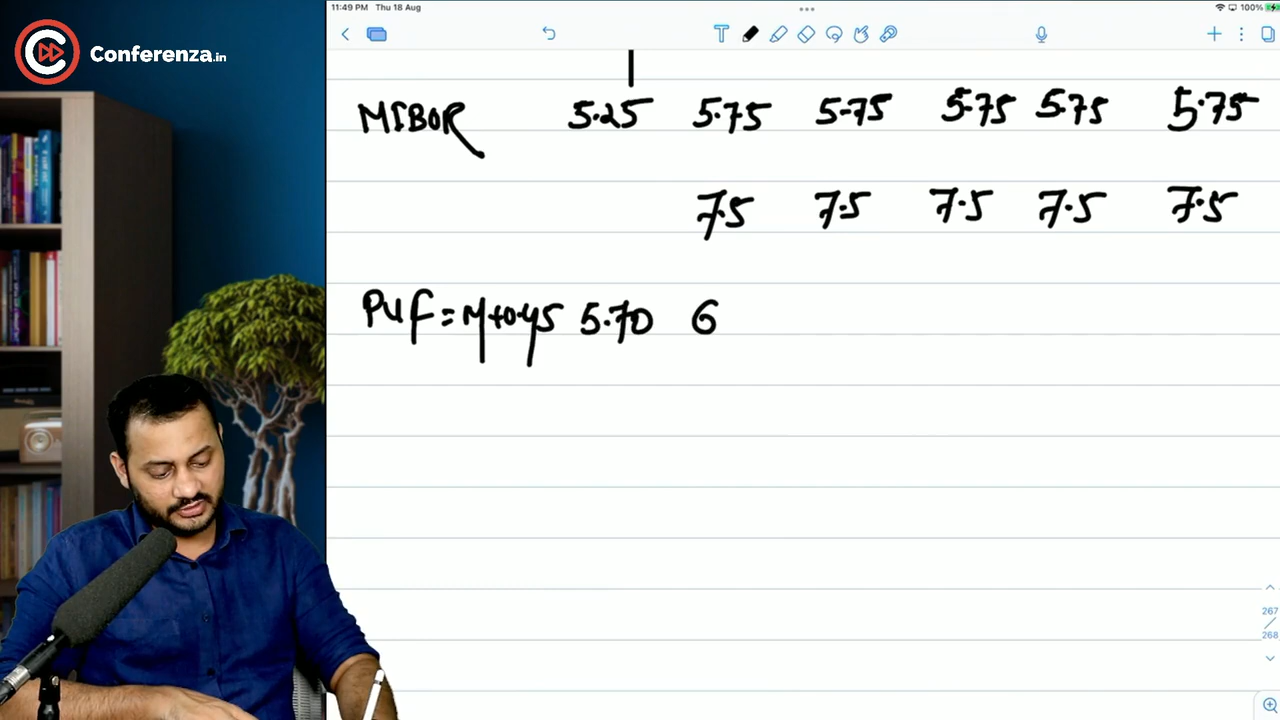 11:49 PM Thu 18 Aug
100%
Conferenza.in
MIBOR 5.25 5.75 5.75 5.75 5.75 5.75
7.5 7.5 7.5 7.5 7.5
PVF = M+0.45 5.70 6
267
268